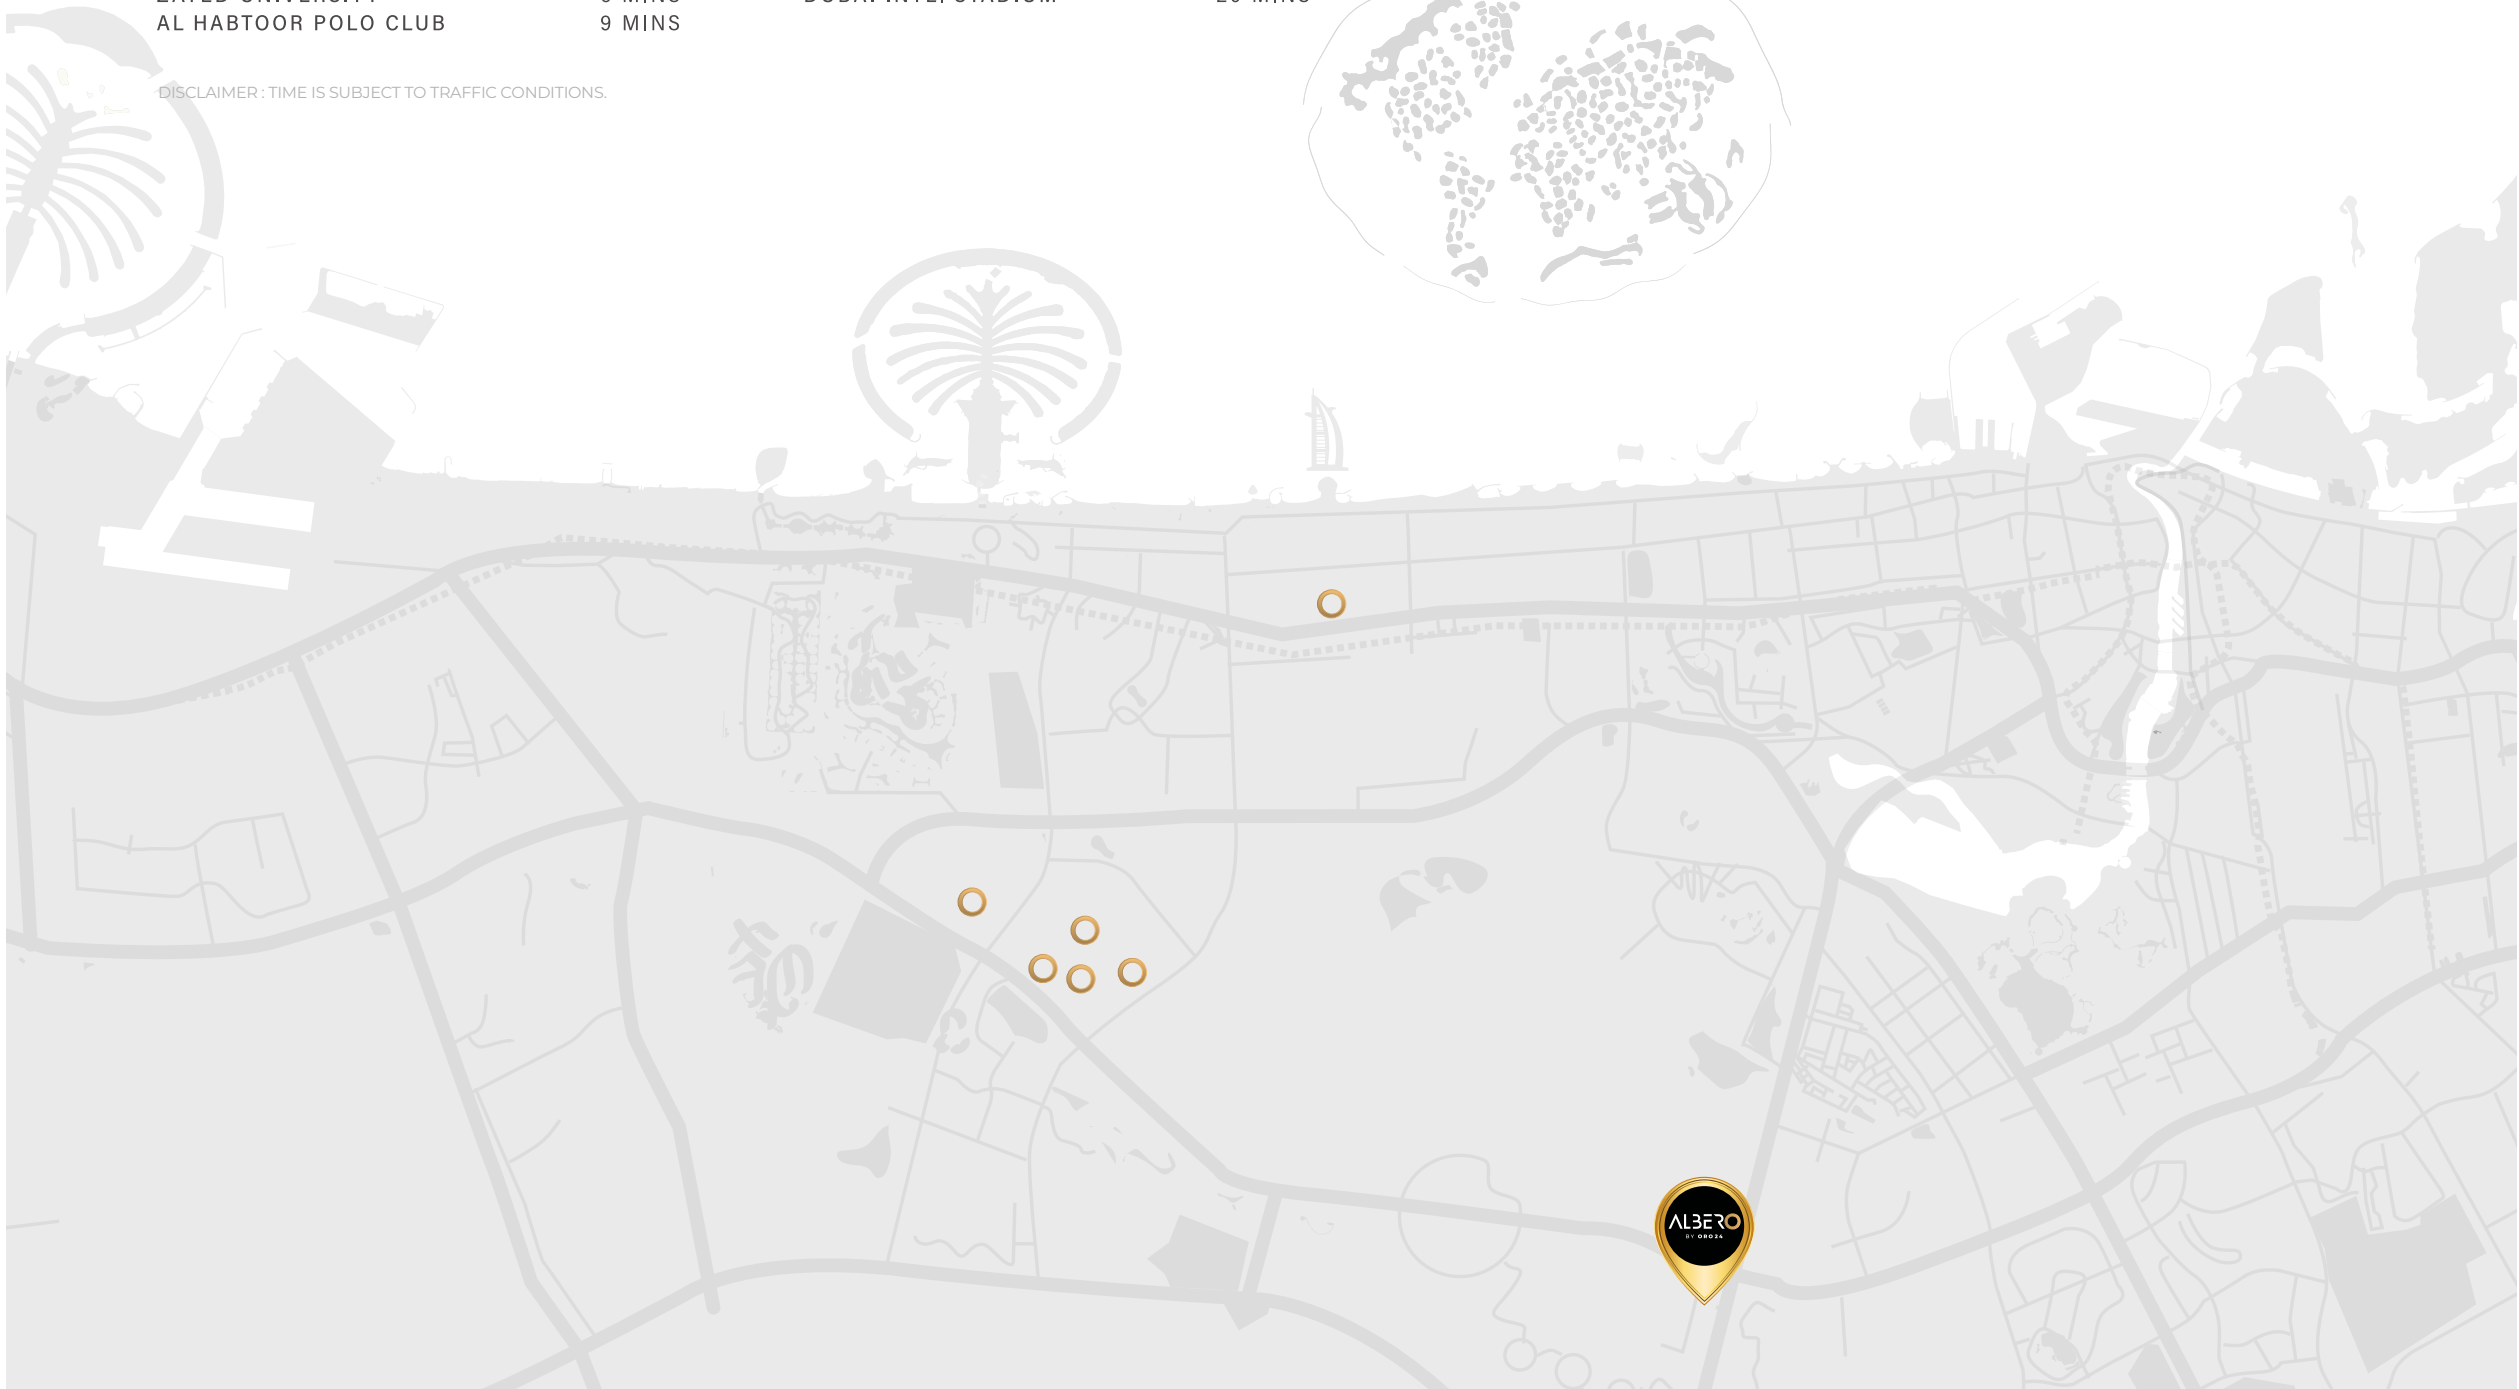 AL HABTOOR POLO CLUB 9 MINS
DISCLAIMER : TIME IS SUBJECT TO TRAFFIC CONDITIONS.
ALBERO
BY ORO24